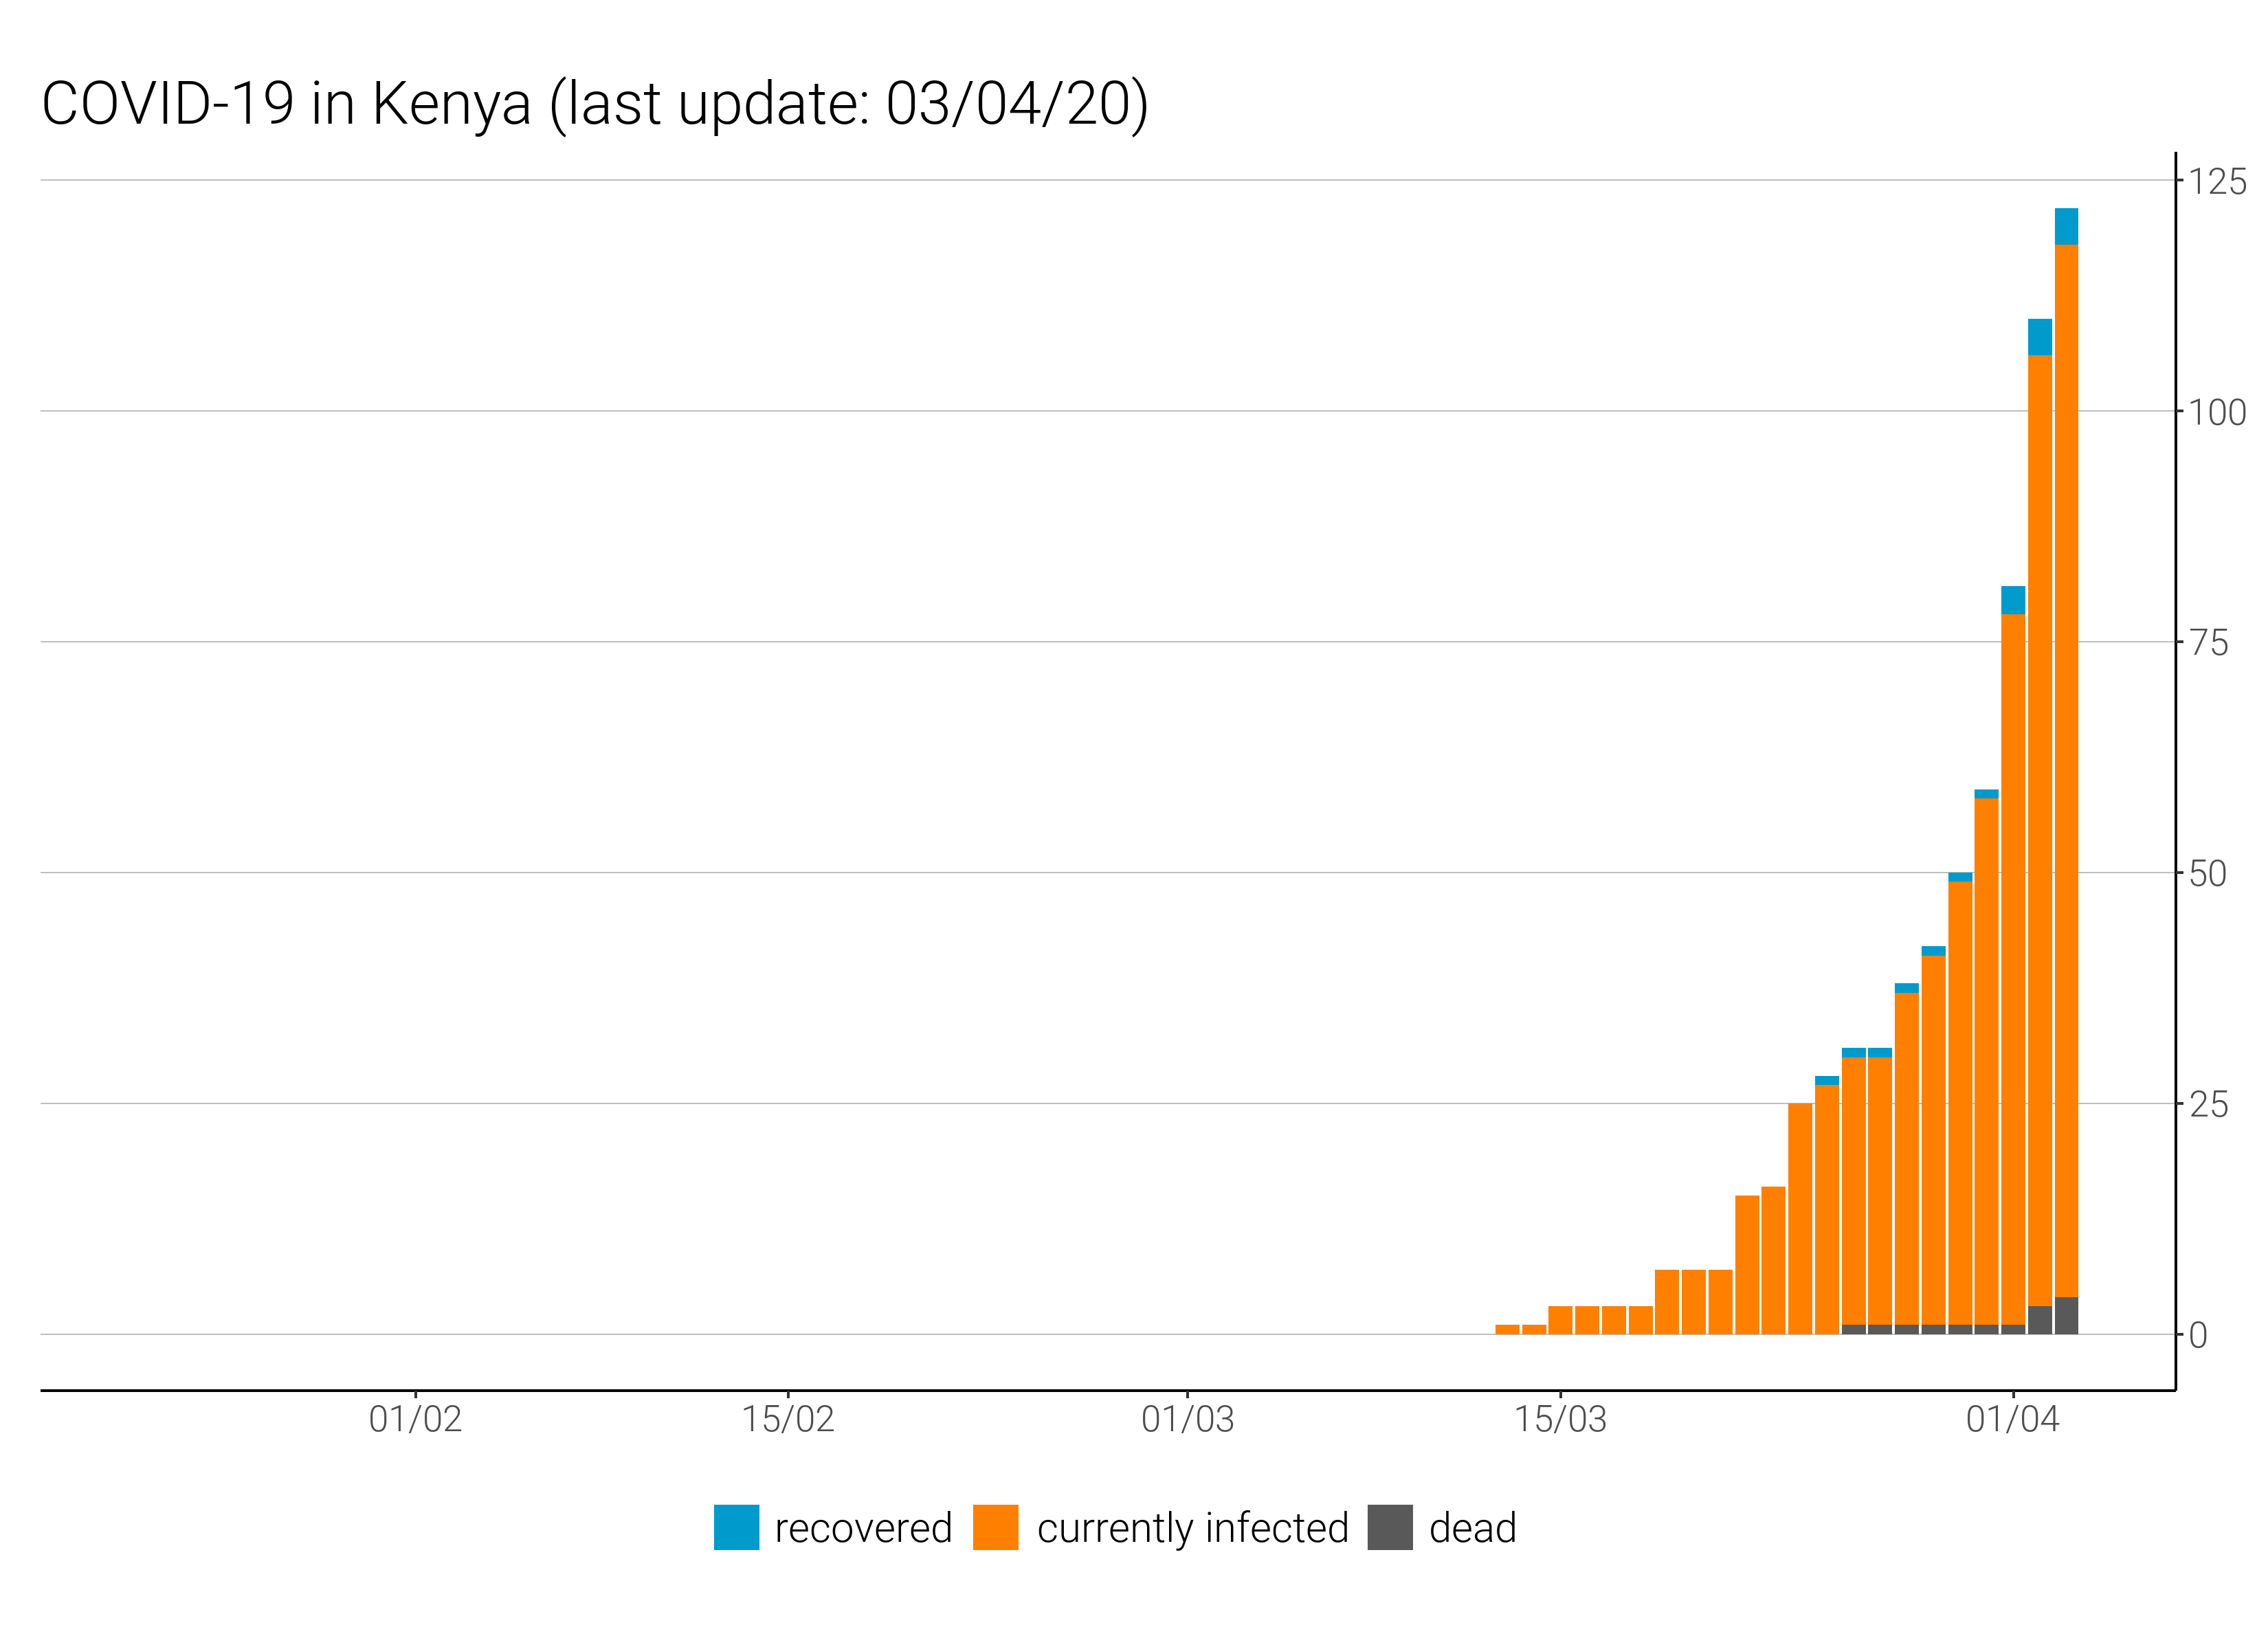 COVID-19 in Kenya (last update: 03/04/20)
125
100
75
50
25
0
01/02 15/02 01/03 15/03 01/04
recovered currently infected dead